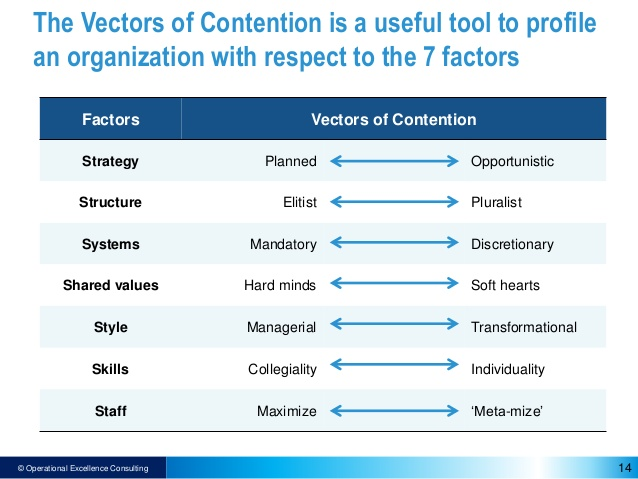 The Vectors of Contention is a useful tool to profile
an organization with respect to the 7 factors
Factors Vectors of Contention
Strategy Planned Opportunistic
Structure Elitist Pluralist
Systems Mandatory Discretionary
Shared values Hard minds Soft hearts
Style Managerial Transformational
Skills Collegiality Individuality
Staff Maximize ‘Meta-mize’
© Operational Excellence Consulting 14